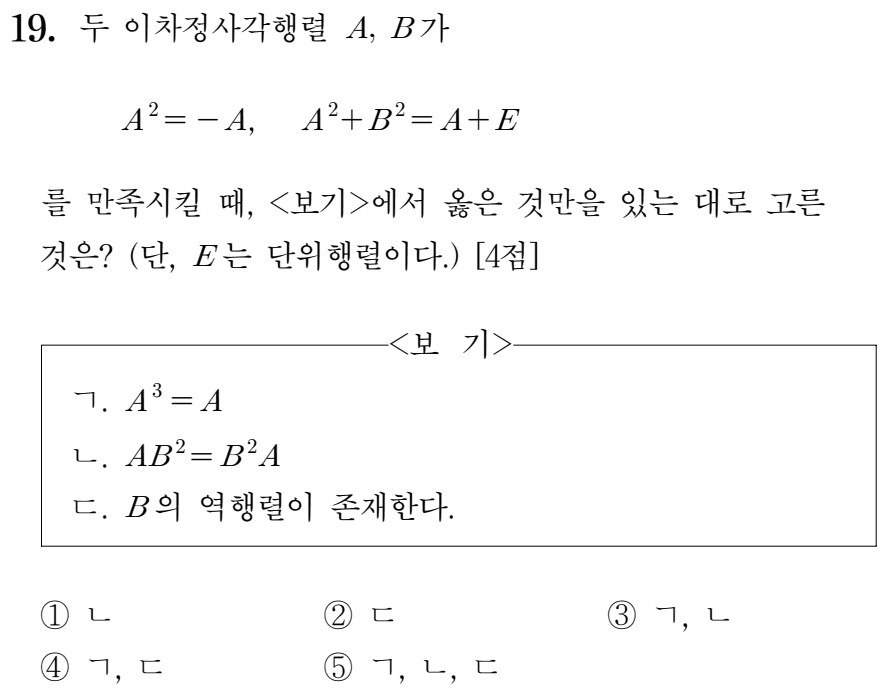 19. 두 이차정사각행렬 A, B가
A² = −A, A² + B² = A + E
를 만족시킬 때, <보기>에서 옳은 것만을 있는 대로 고른
것은? (단, E는 단위행렬이다.) [4점]
<보 기>
ㄱ. A³ = A
ㄴ. AB² = B²A
ㄷ. B의 역행렬이 존재한다.
① ㄴ ② ㄷ ③ ㄱ, ㄴ
④ ㄱ, ㄷ ⑤ ㄱ, ㄴ, ㄷ